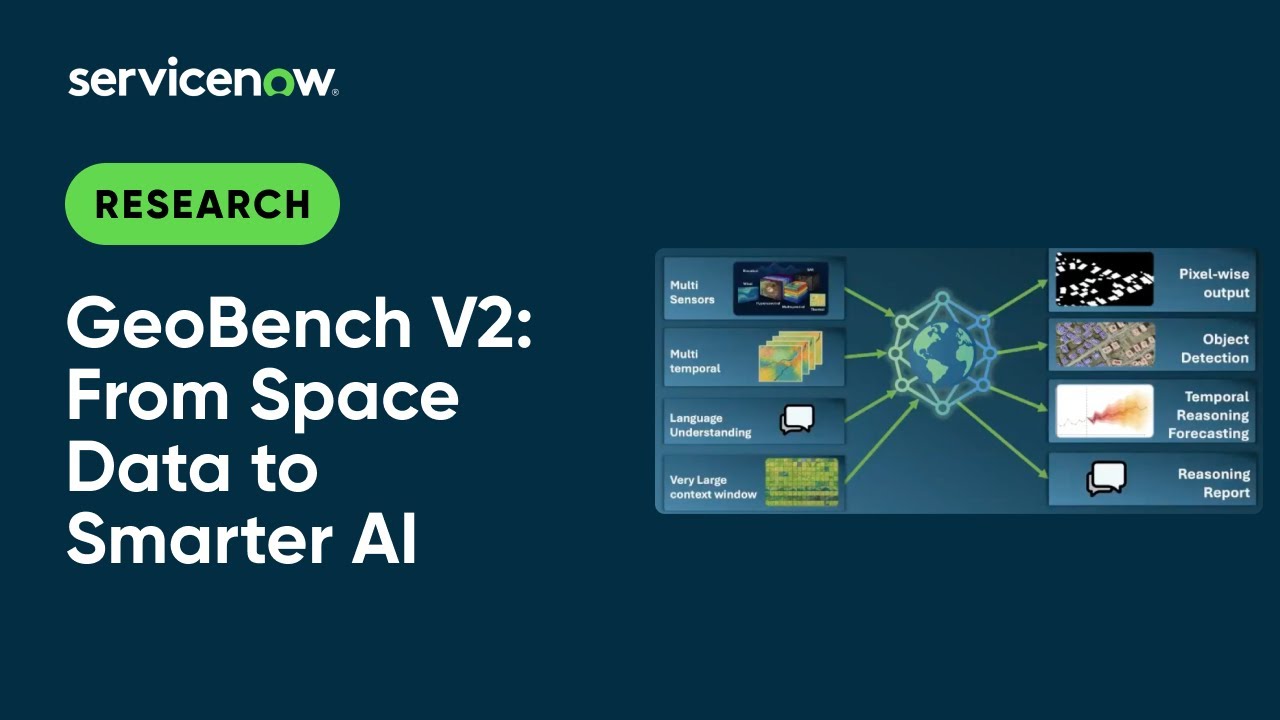 servicenow®
RESEARCH
GeoBench V2:
From Space
Data to
Smarter AI
Multi
Sensors
Multi
temporal
Language
Understanding
Very Large
context window
Pixel-wise
output
Object
Detection
Temporal
Reasoning
Forecasting
Reasoning
Report